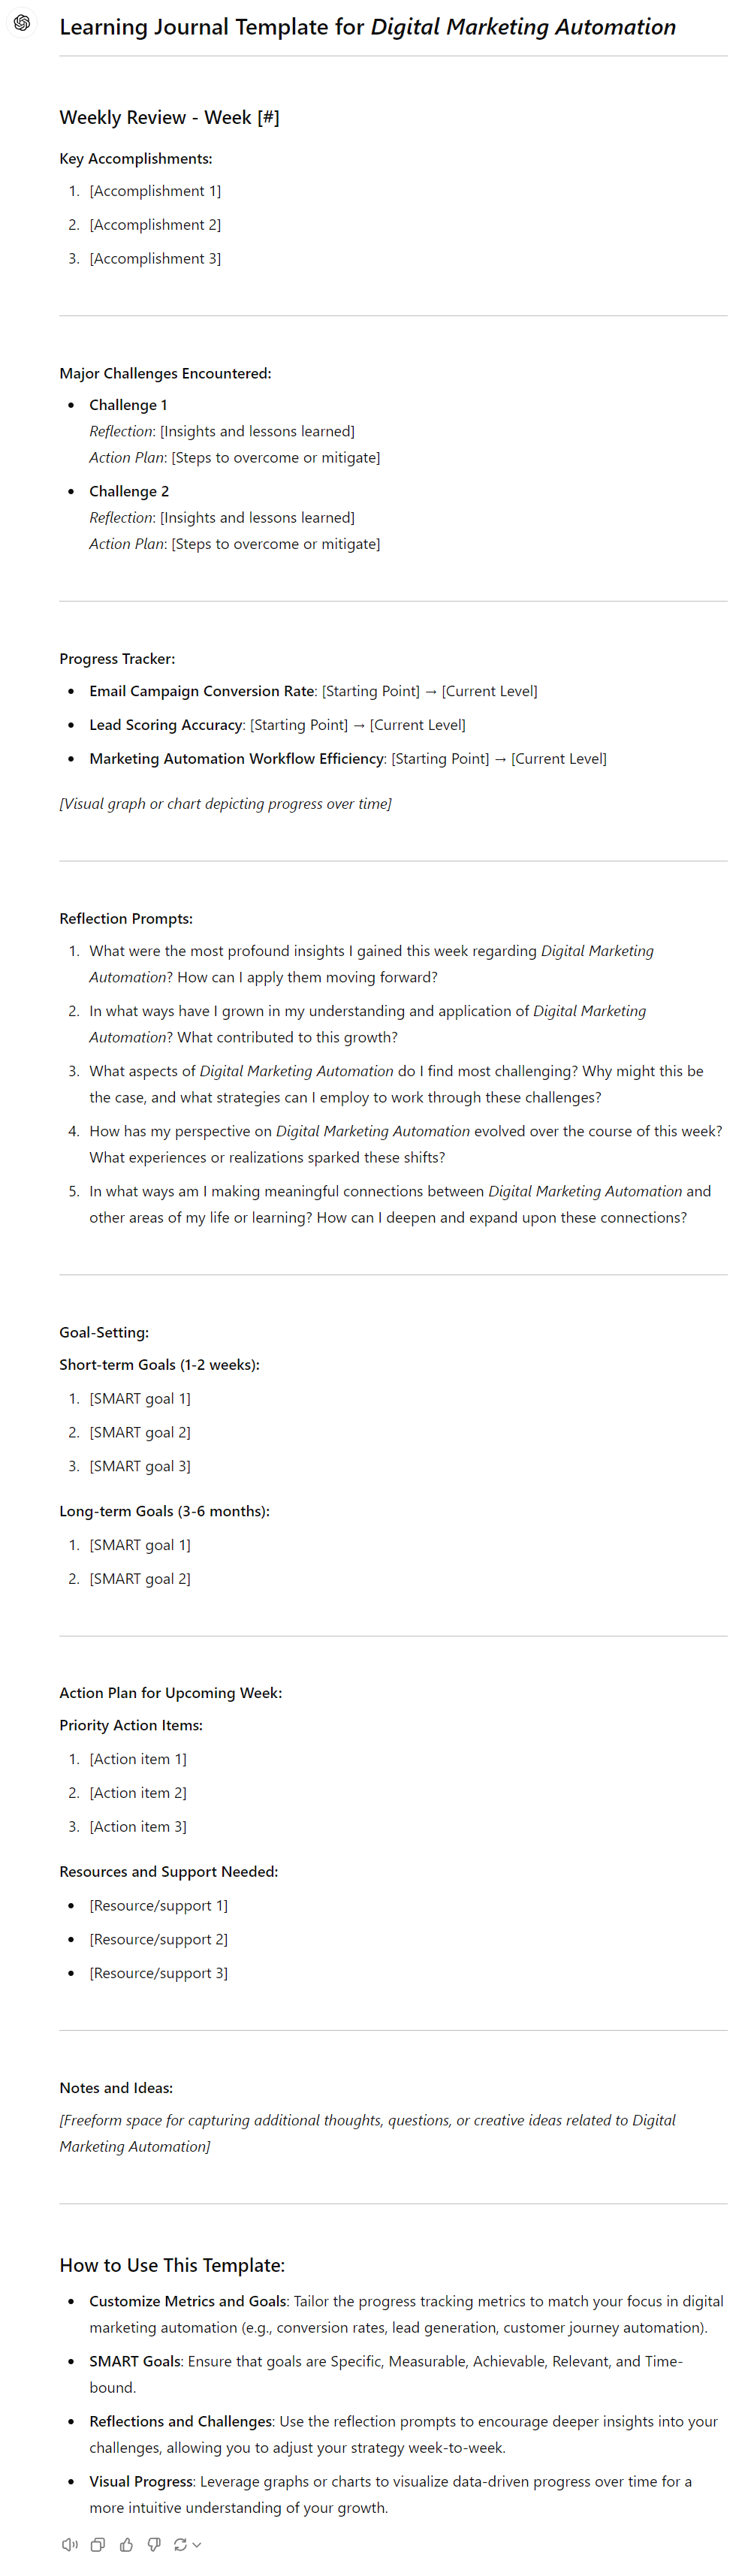 Learning Journal Template for Digital Marketing Automation
Weekly Review - Week [#]
Key Accomplishments:
1. [Accomplishment 1]
2. [Accomplishment 2]
3. [Accomplishment 3]
Major Challenges Encountered:
• Challenge 1
Reflection: [Insights and lessons learned]
Action Plan: [Steps to overcome or mitigate]
• Challenge 2
Reflection: [Insights and lessons learned]
Action Plan: [Steps to overcome or mitigate]
Progress Tracker:
• Email Campaign Conversion Rate: [Starting Point] → [Current Level]
• Lead Scoring Accuracy: [Starting Point] → [Current Level]
• Marketing Automation Workflow Efficiency: [Starting Point] → [Current Level]
[Visual graph or chart depicting progress over time]
Reflection Prompts:
1. What were the most profound insights I gained this week regarding Digital Marketing
Automation? How can I apply them moving forward?
2. In what ways have I grown in my understanding and application of Digital Marketing
Automation? What contributed to this growth?
3. What aspects of Digital Marketing Automation do I find most challenging? Why might this be
the case, and what strategies can I employ to work through these challenges?
4. How has my perspective on Digital Marketing Automation evolved over the course of this week?
What experiences or realizations sparked these shifts?
5. In what ways am I making meaningful connections between Digital Marketing Automation and
other areas of my life or learning? How can I deepen and expand upon these connections?
Goal-Setting:
Short-term Goals (1-2 weeks):
1. [SMART goal 1]
2. [SMART goal 2]
3. [SMART goal 3]
Long-term Goals (3-6 months):
1. [SMART goal 1]
2. [SMART goal 2]
Action Plan for Upcoming Week:
Priority Action Items:
1. [Action item 1]
2. [Action item 2]
3. [Action item 3]
Resources and Support Needed:
• [Resource/support 1]
• [Resource/support 2]
• [Resource/support 3]
Notes and Ideas:
[Freeform space for capturing additional thoughts, questions, or creative ideas related to Digital
Marketing Automation]
How to Use This Template:
• Customize Metrics and Goals: Tailor the progress tracking metrics to match your focus in digital
marketing automation (e.g., conversion rates, lead generation, customer journey automation).
• SMART Goals: Ensure that goals are Specific, Measurable, Achievable, Relevant, and Time-
bound.
• Reflections and Challenges: Use the reflection prompts to encourage deeper insights into your
challenges, allowing you to adjust your strategy week-to-week.
• Visual Progress: Leverage graphs or charts to visualize data-driven progress over time for a
more intuitive understanding of your growth.